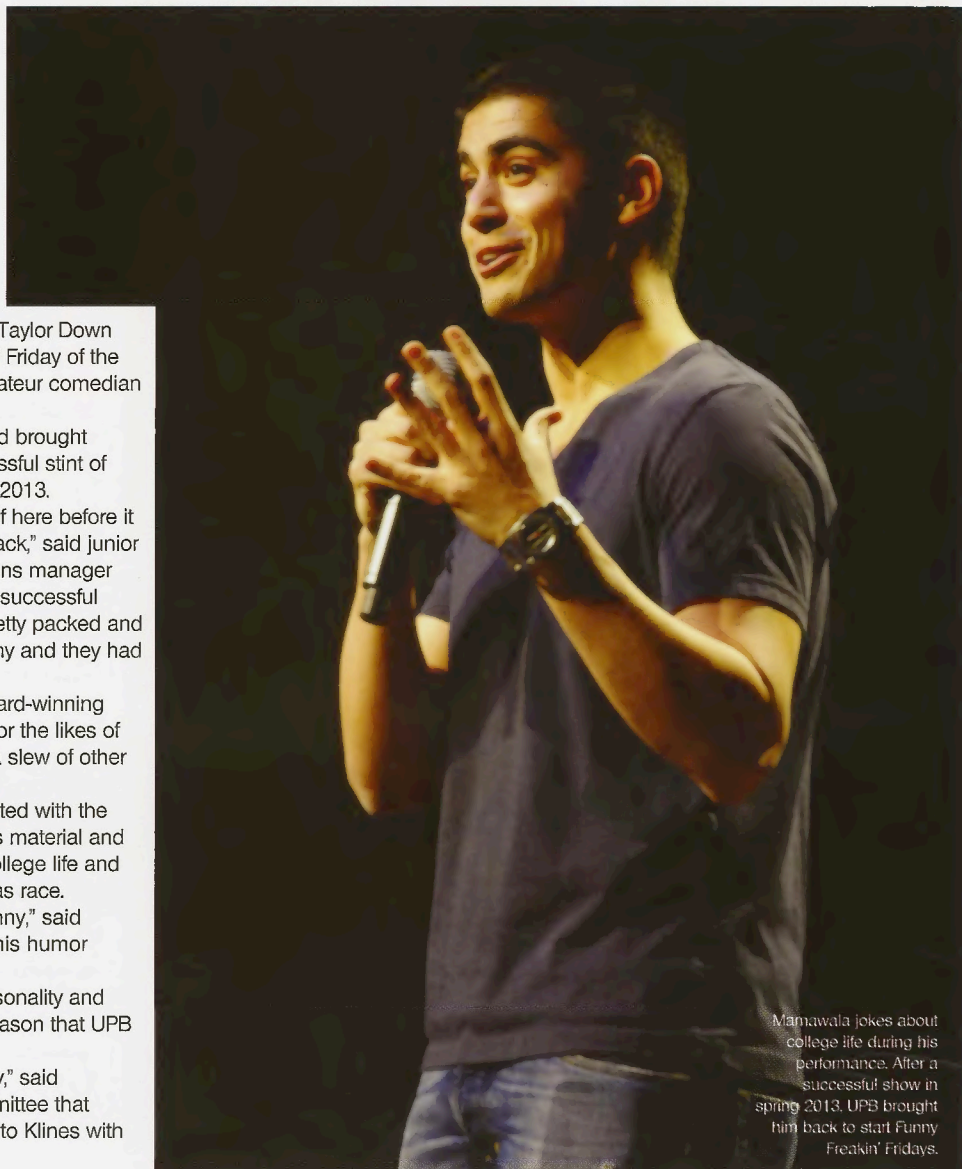 Taylor Down
Friday of the
ateur comedian
d brought
ssful stint of
2013.
f here before it
ack,” said junior
ns manager
successful
etty packed and
ny and they had
ard-winning
or the likes of
slew of other
ted with the
s material and
ollege life and
as race.
nny,” said
his humor
sonality and
ason that UPB
y,” said
mittee that
to Klines with
Mamawala jokes about
college life during his
performance. After a
successful show in
spring 2013, UPB brought
him back to start Funny
Freakin’ Fridays.